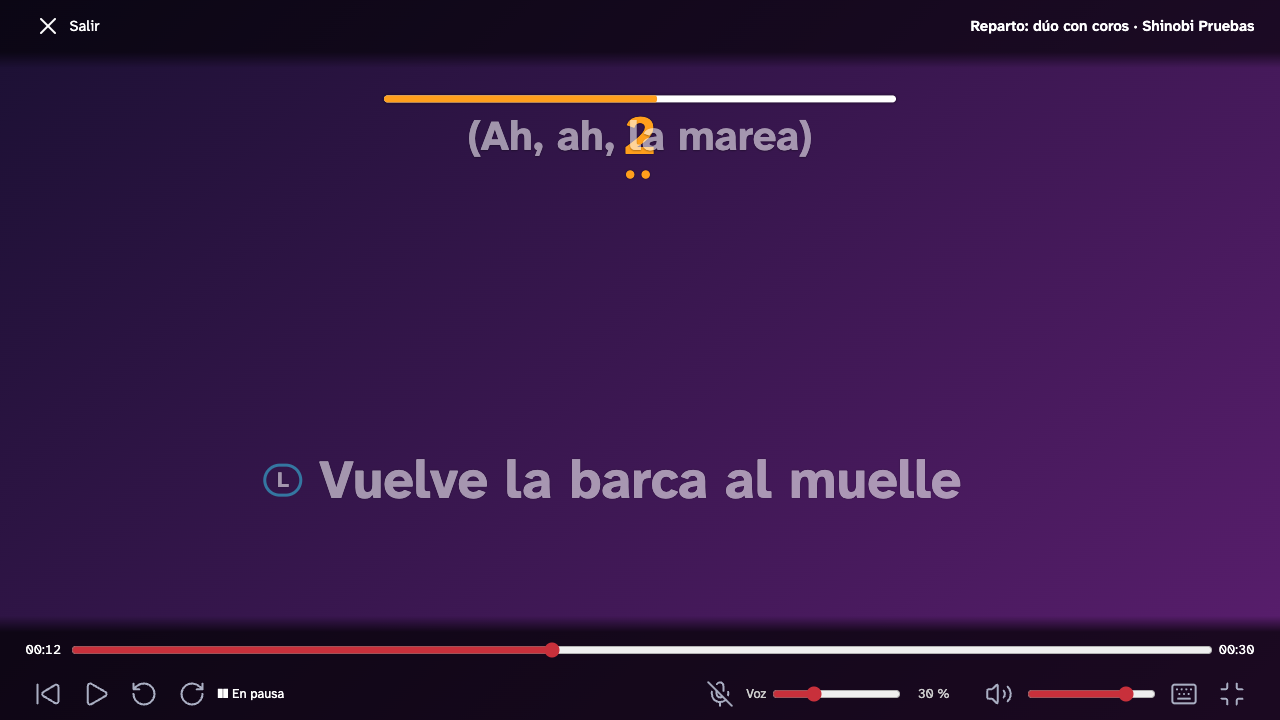 Salir
Reparto: dúo con coros · Shinobi Pruebas
(Ah, ah, la marea)
2
L
Vuelve la barca al muelle
00:12
00:30
En pausa
Voz
30 %